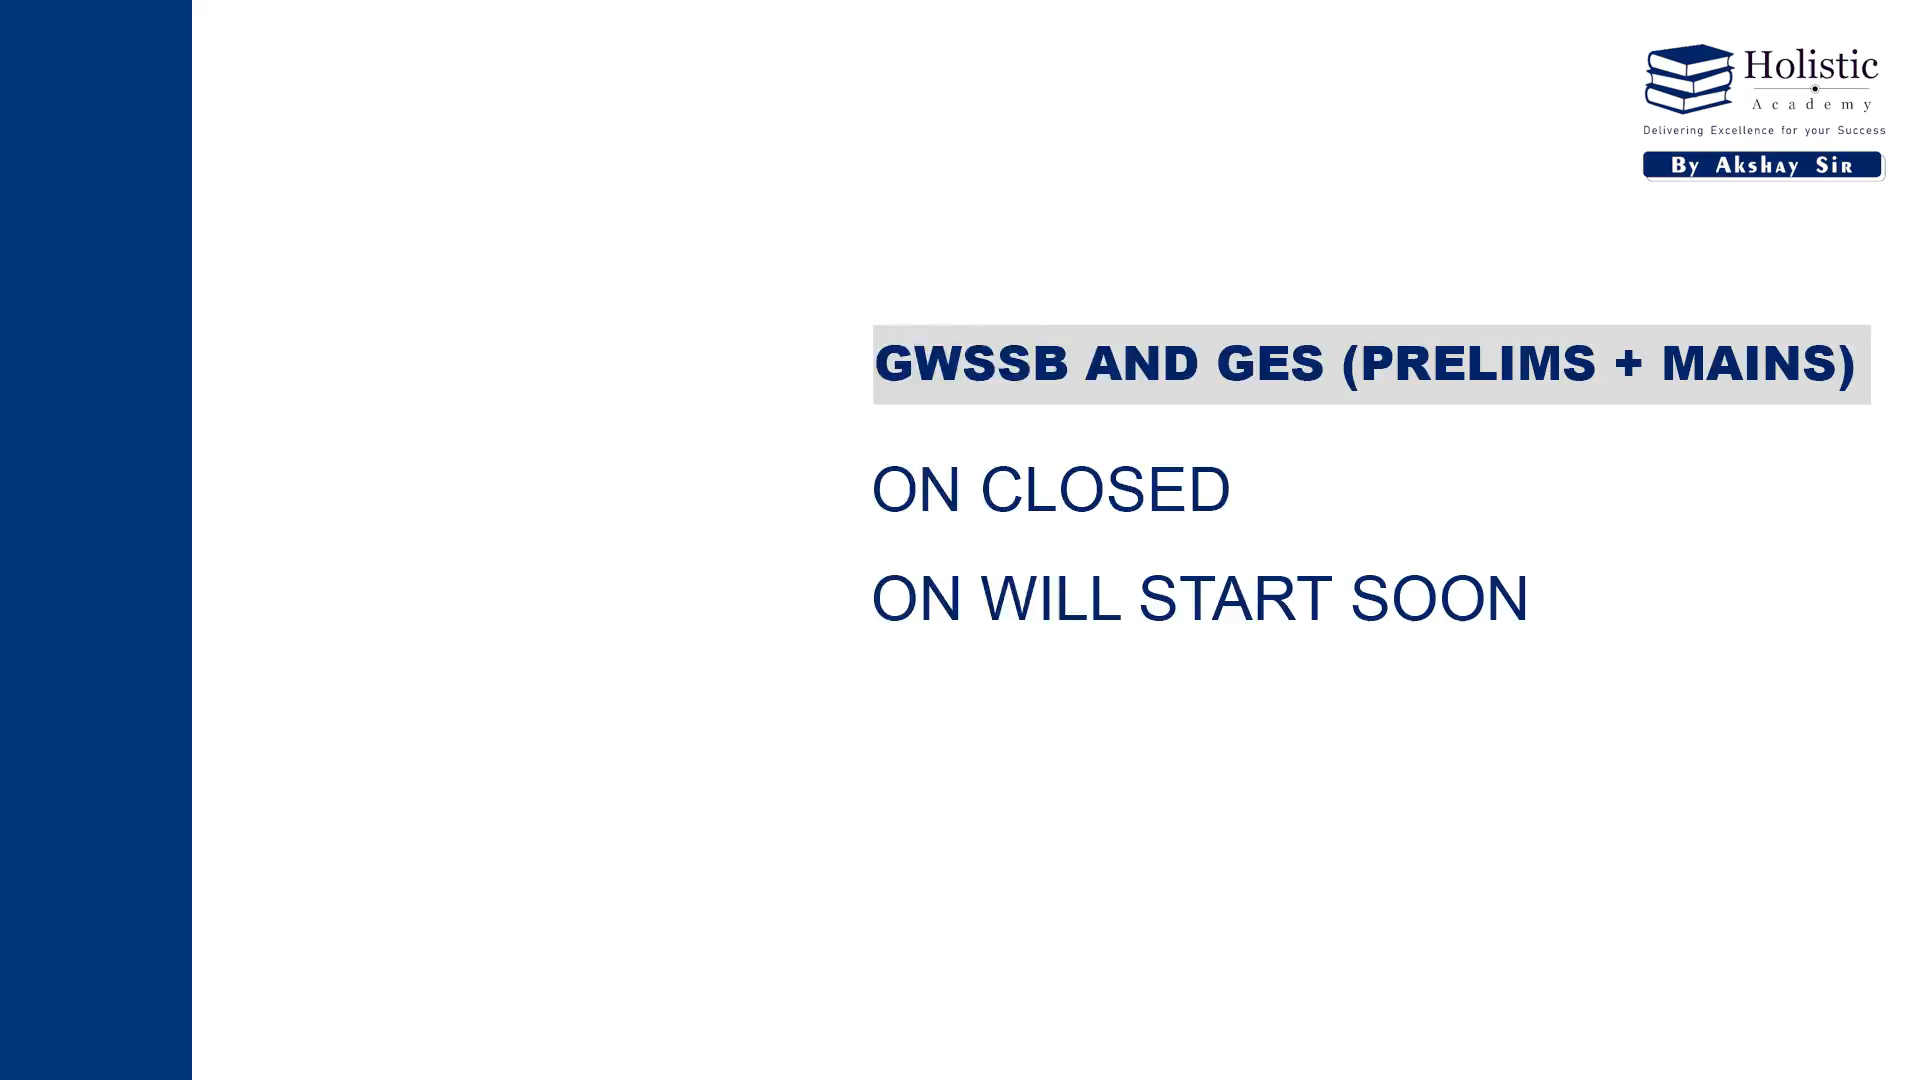 Holistic
Academy
Delivering Excellence for your Success
By Akshay Sir
GWSSB AND GES (PRELIMS + MAINS)
ON CLOSED
ON WILL START SOON